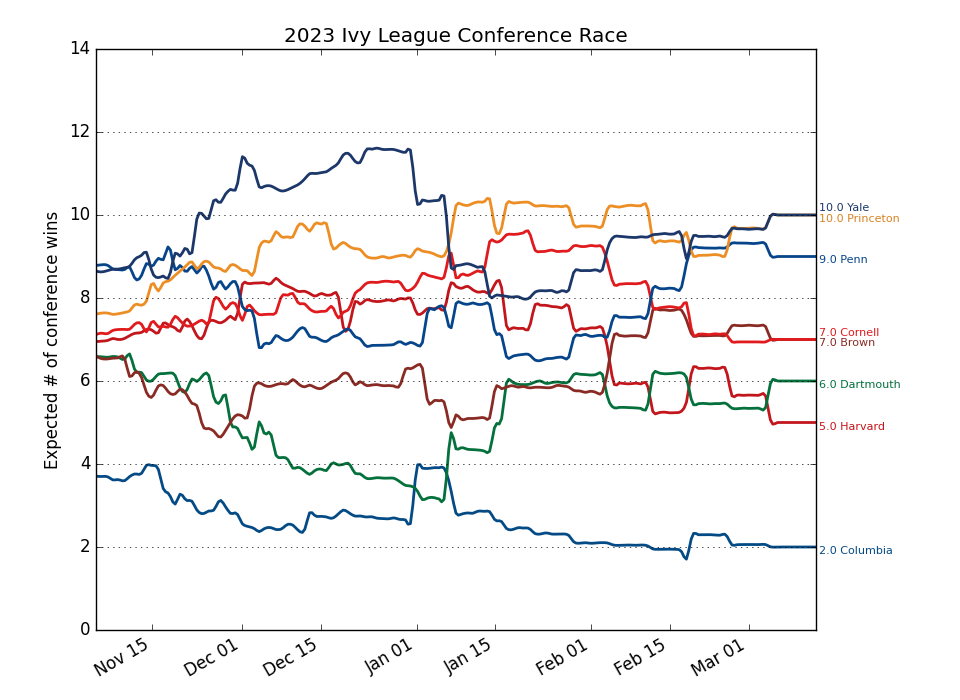 2023 Ivy League Conference Race
Expected # of conference wins
14
12
10
8
6
4
2
0
Nov 15
Dec 01
Dec 15
Jan 01
Jan 15
Feb 01
Feb 15
Mar 01
10.0 Yale
10.0 Princeton
9.0 Penn
7.0 Cornell
7.0 Brown
6.0 Dartmouth
5.0 Harvard
2.0 Columbia